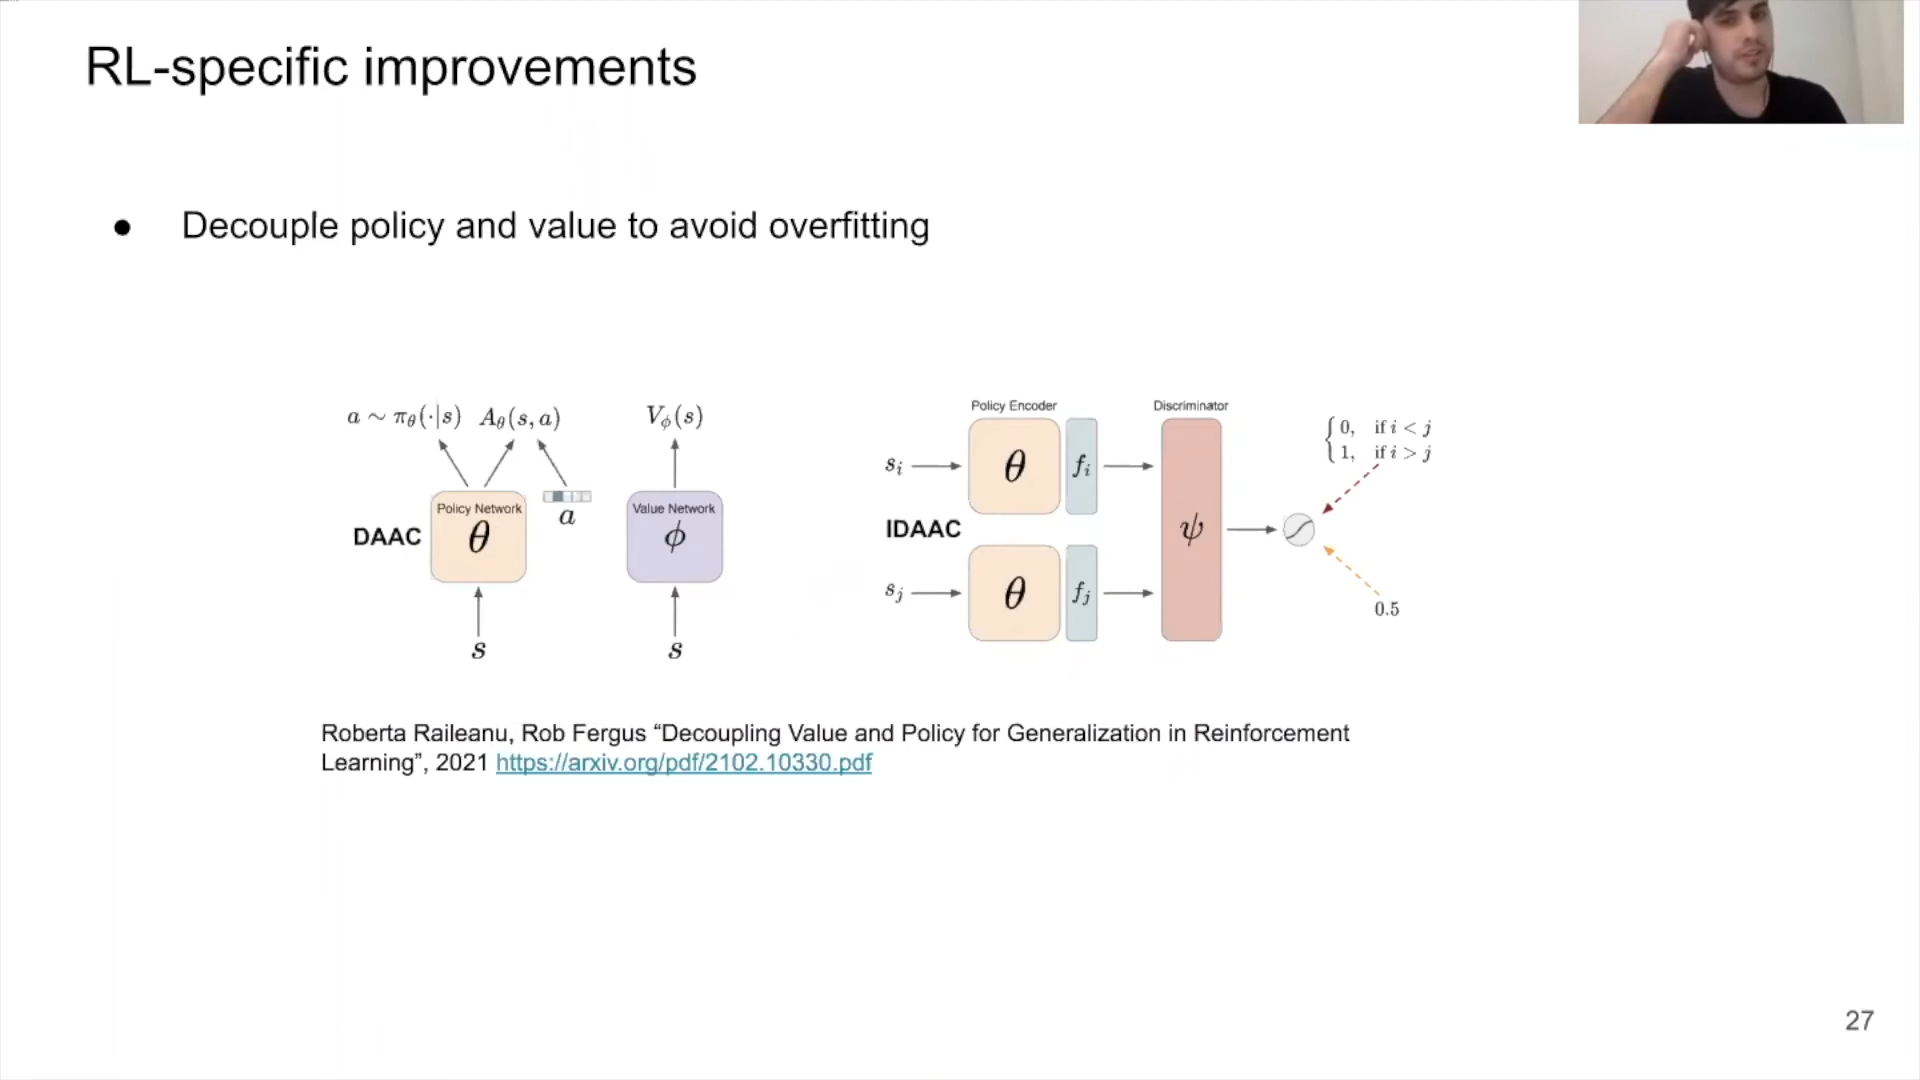 RL-specific improvements
● Decouple policy and value to avoid overfitting
a ∼ πθ(·|s) Aθ(s, a) Vϕ(s)
Policy Encoder Discriminator
{0, if i < j
1, if i > j
si θ fi
Policy Network θ
a
Value Network ϕ
DAAC
IDAAC
ψ
sj θ fj
0.5
s s
Roberta Raileanu, Rob Fergus “Decoupling Value and Policy for Generalization in Reinforcement
Learning”, 2021 https://arxiv.org/pdf/2102.10330.pdf
27